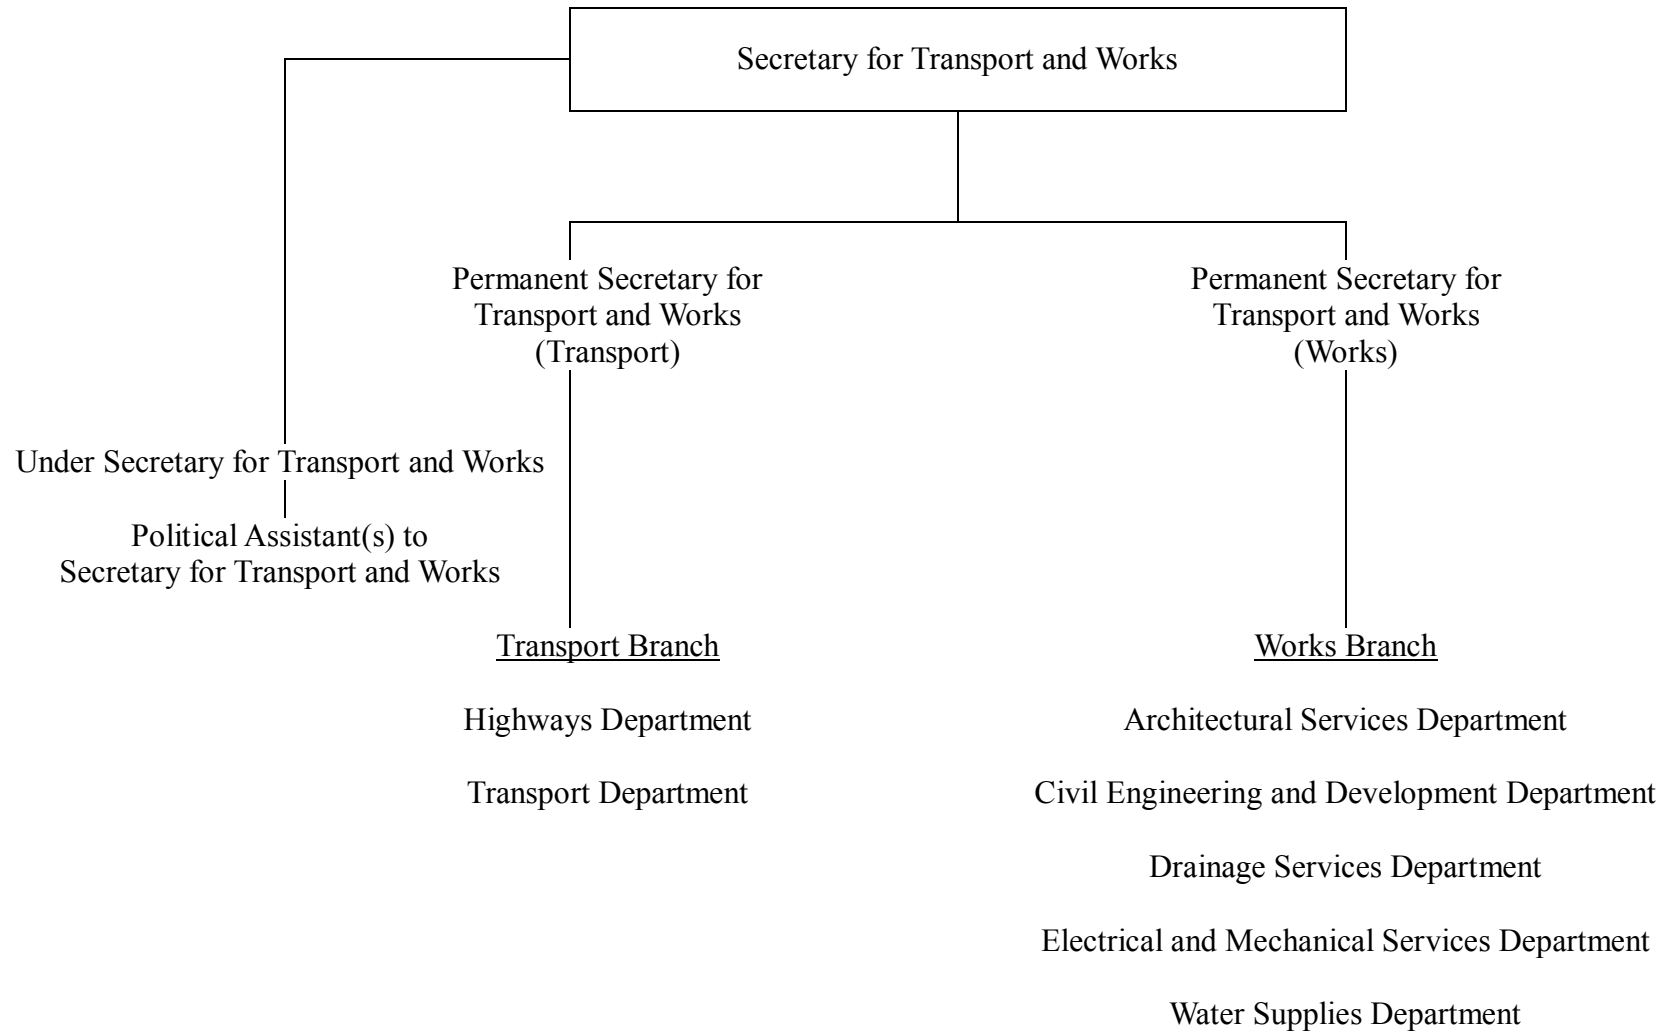 Secretary for Transport and Works
Permanent Secretary for
Transport and Works
(Transport)
Permanent Secretary for
Transport and Works
(Works)
Under Secretary for Transport and Works
Political Assistant(s) to
Secretary for Transport and Works
Transport Branch
Highways Department
Transport Department
Works Branch
Architectural Services Department
Civil Engineering and Development Department
Drainage Services Department
Electrical and Mechanical Services Department
Water Supplies Department